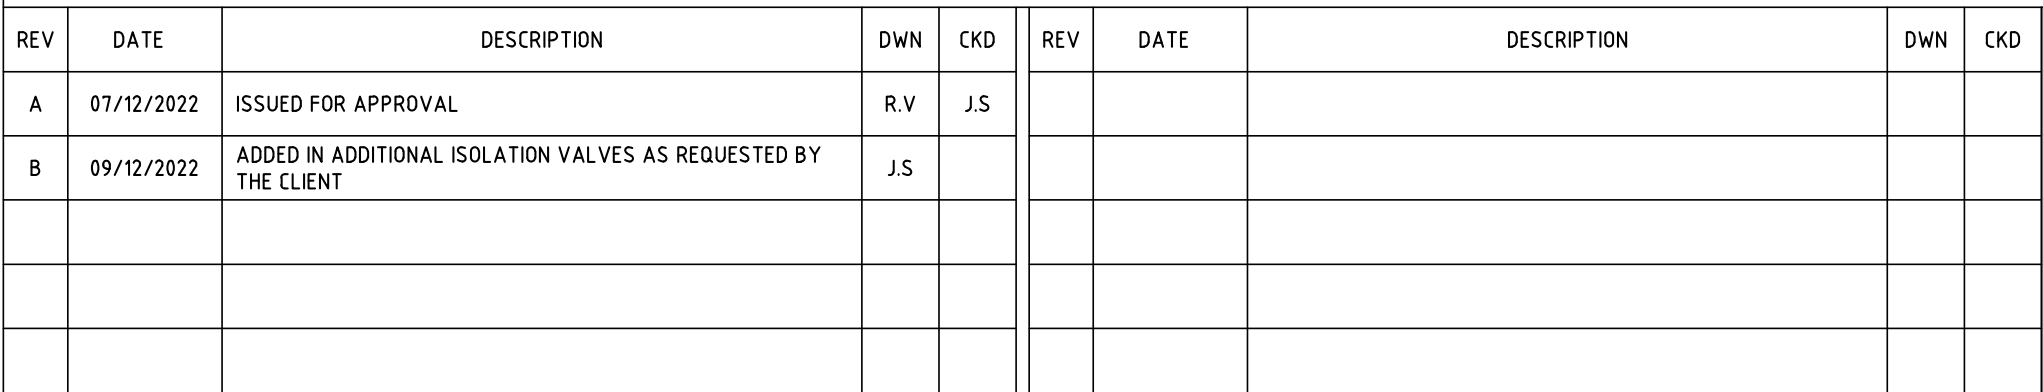 REV DATE DESCRIPTION DWN CKD REV DATE DESCRIPTION DWN CKD
A 07/12/2022 ISSUED FOR APPROVAL R.V J.S
B 09/12/2022 ADDED IN ADDITIONAL ISOLATION VALVES AS REQUESTED BY
THE CLIENT J.S